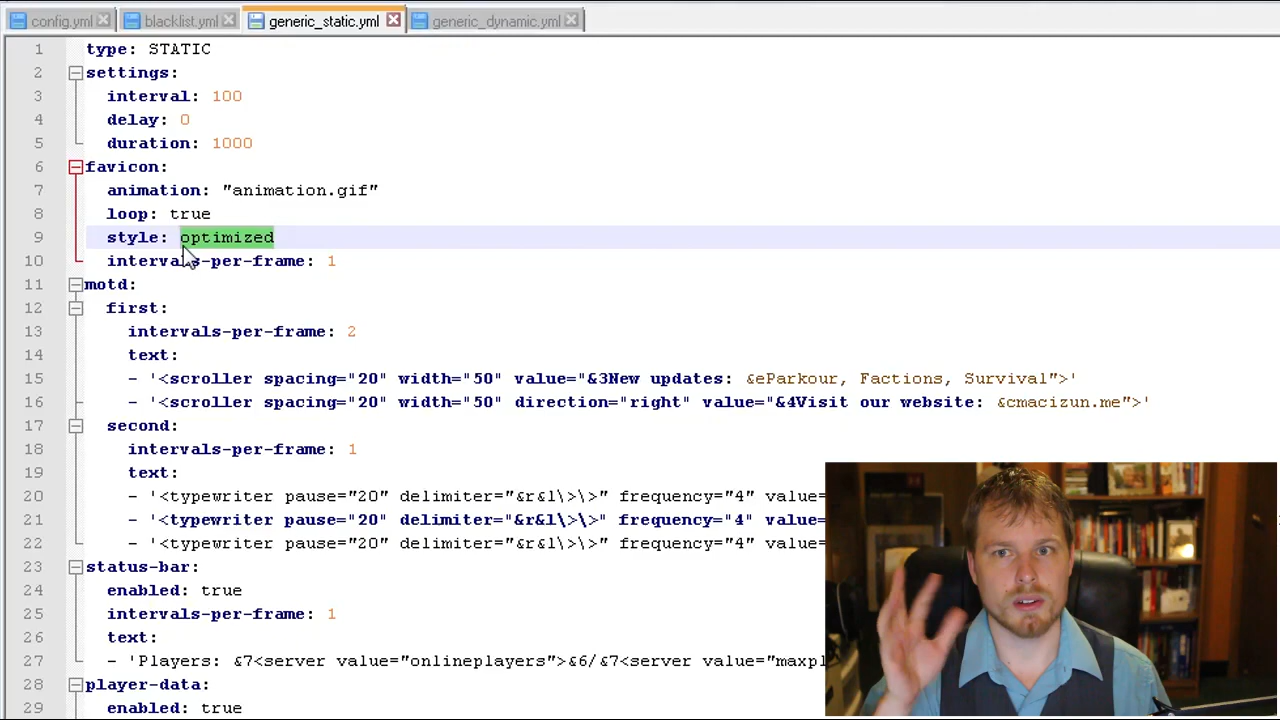 config.yml blacklist.yml generic_static.yml generic_dynamic.yml
1 type: STATIC
2 settings:
3 interval: 100
4 delay: 0
5 duration: 1000
6 favicon:
7 animation: "animation.gif"
8 loop: true
9 style: optimized
10 intervals-per-frame: 1
11 motd:
12 first:
13 intervals-per-frame: 2
14 text:
15 - '<scroller spacing="20" width="50" value="&3New updates: &eParkour, Factions, Survival">'
16 - '<scroller spacing="20" width="50" direction="right" value="&4Visit our website: &cmacizun.me">'
17 second:
18 intervals-per-frame: 1
19 text:
20 - '<typewriter pause="20" delimiter="&r&l\>\>" frequency="4" value=
21 - '<typewriter pause="20" delimiter="&r&l\>\>" frequency="4" value=
22 - '<typewriter pause="20" delimiter="&r&l\>\>" frequency="4" value=
23 status-bar:
24 enabled: true
25 intervals-per-frame: 1
26 text:
27 - 'Players: &7<server value="onlineplayers">&6/&7<server value="maxpl
28 player-data:
29 enabled: true